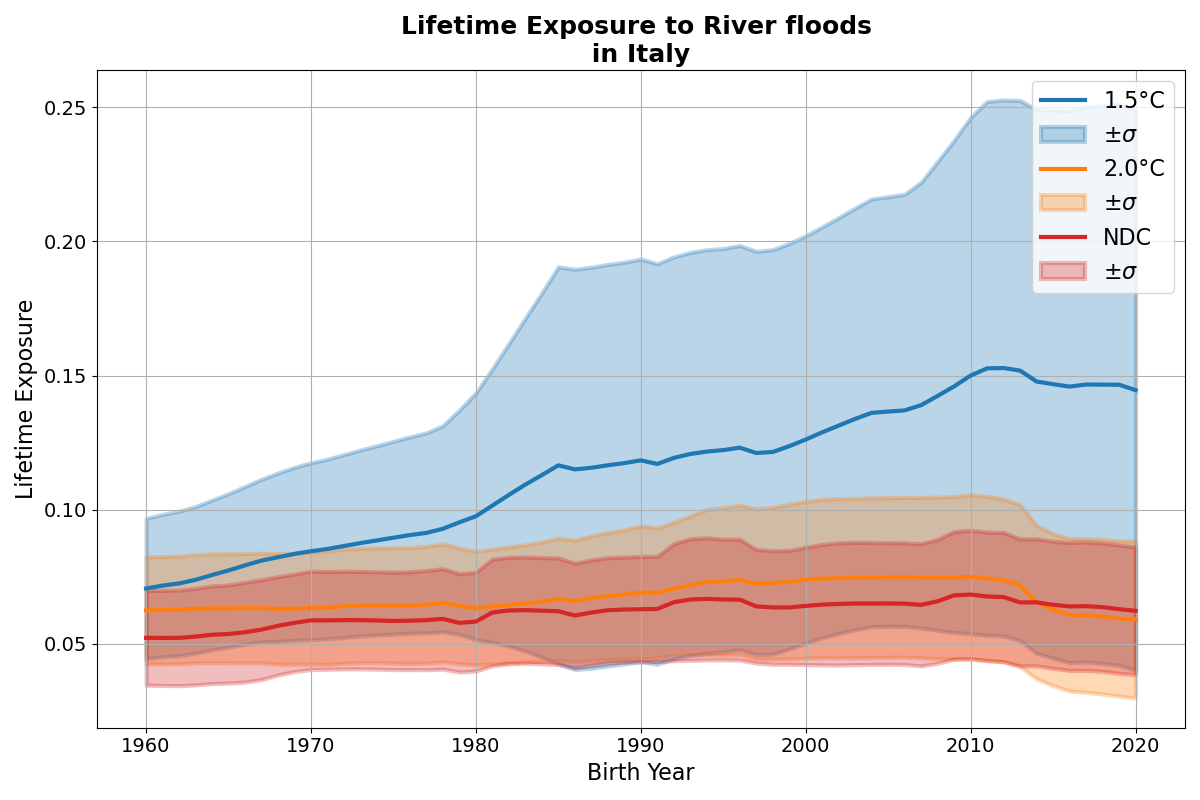 Lifetime Exposure to River floods
in Italy
0.25
0.20
0.15
0.10
0.05
Lifetime Exposure
1.5°C
±σ
2.0°C
±σ
NDC
±σ
1960
1970
1980
1990
2000
2010
2020
Birth Year